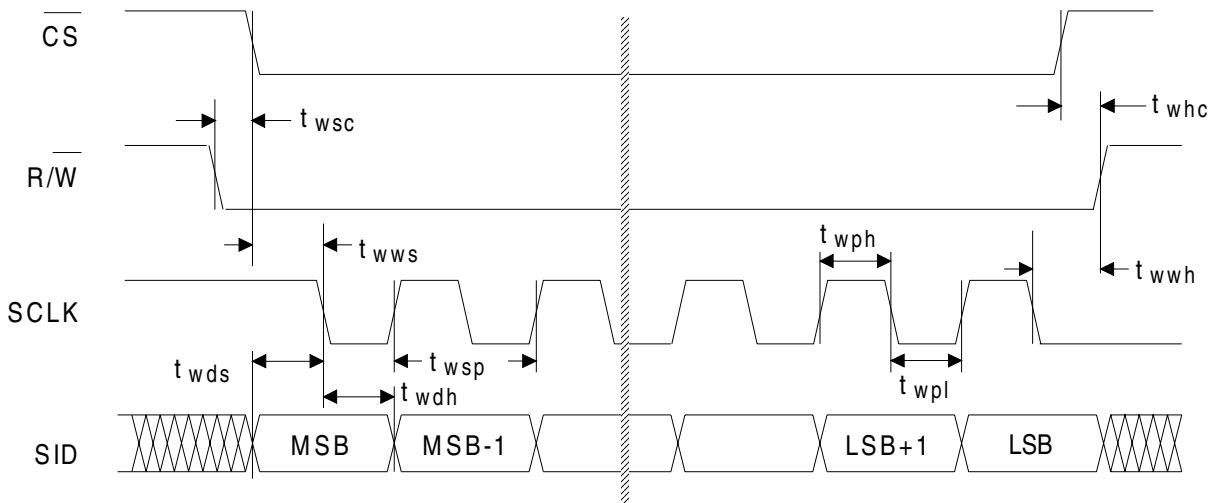 CS
t wsc
t whc
R/W
t wws
t wph
t wwh
SCLK
t wds
t wsp
t wdh
t wpl
SID
MSB
MSB-1
LSB+1
LSB